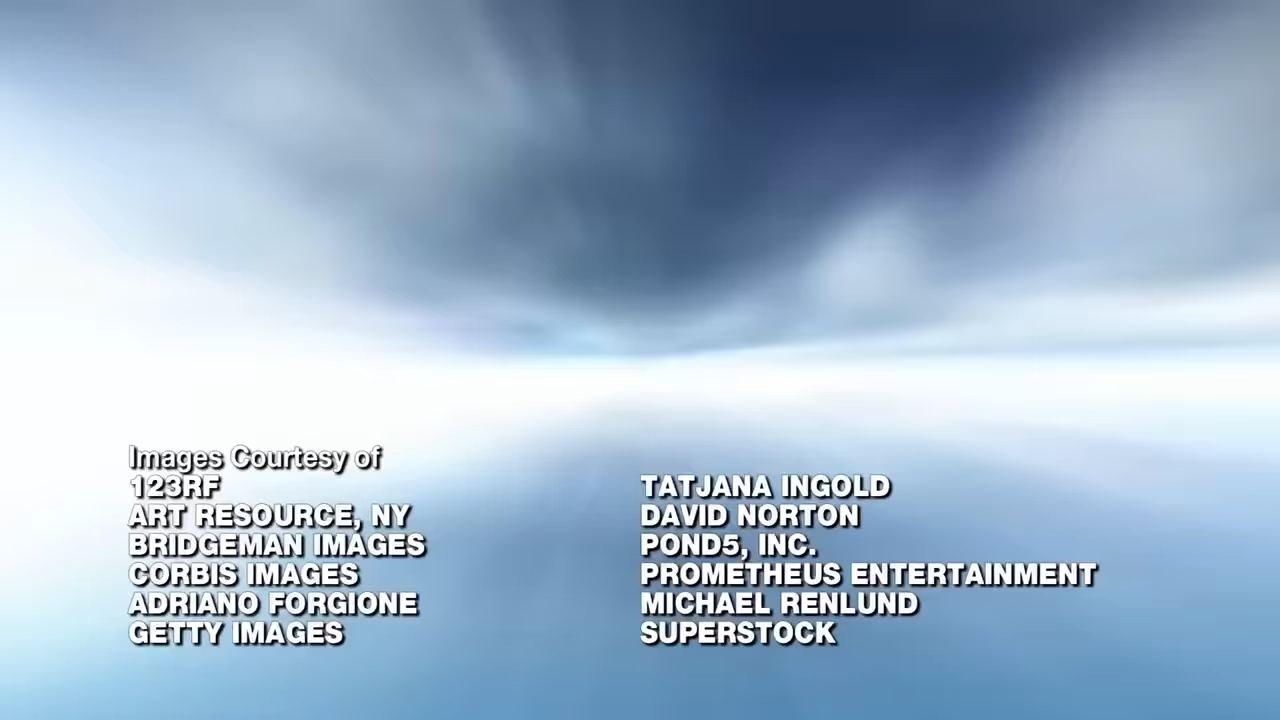 Images Courtesy of
123RF
ART RESOURCE, NY
BRIDGEMAN IMAGES
CORBIS IMAGES
ADRIANO FORGIONE
GETTY IMAGES
TATJANA INGOLD
DAVID NORTON
POND5, INC.
PROMETHEUS ENTERTAINMENT
MICHAEL RENLUND
SUPERSTOCK